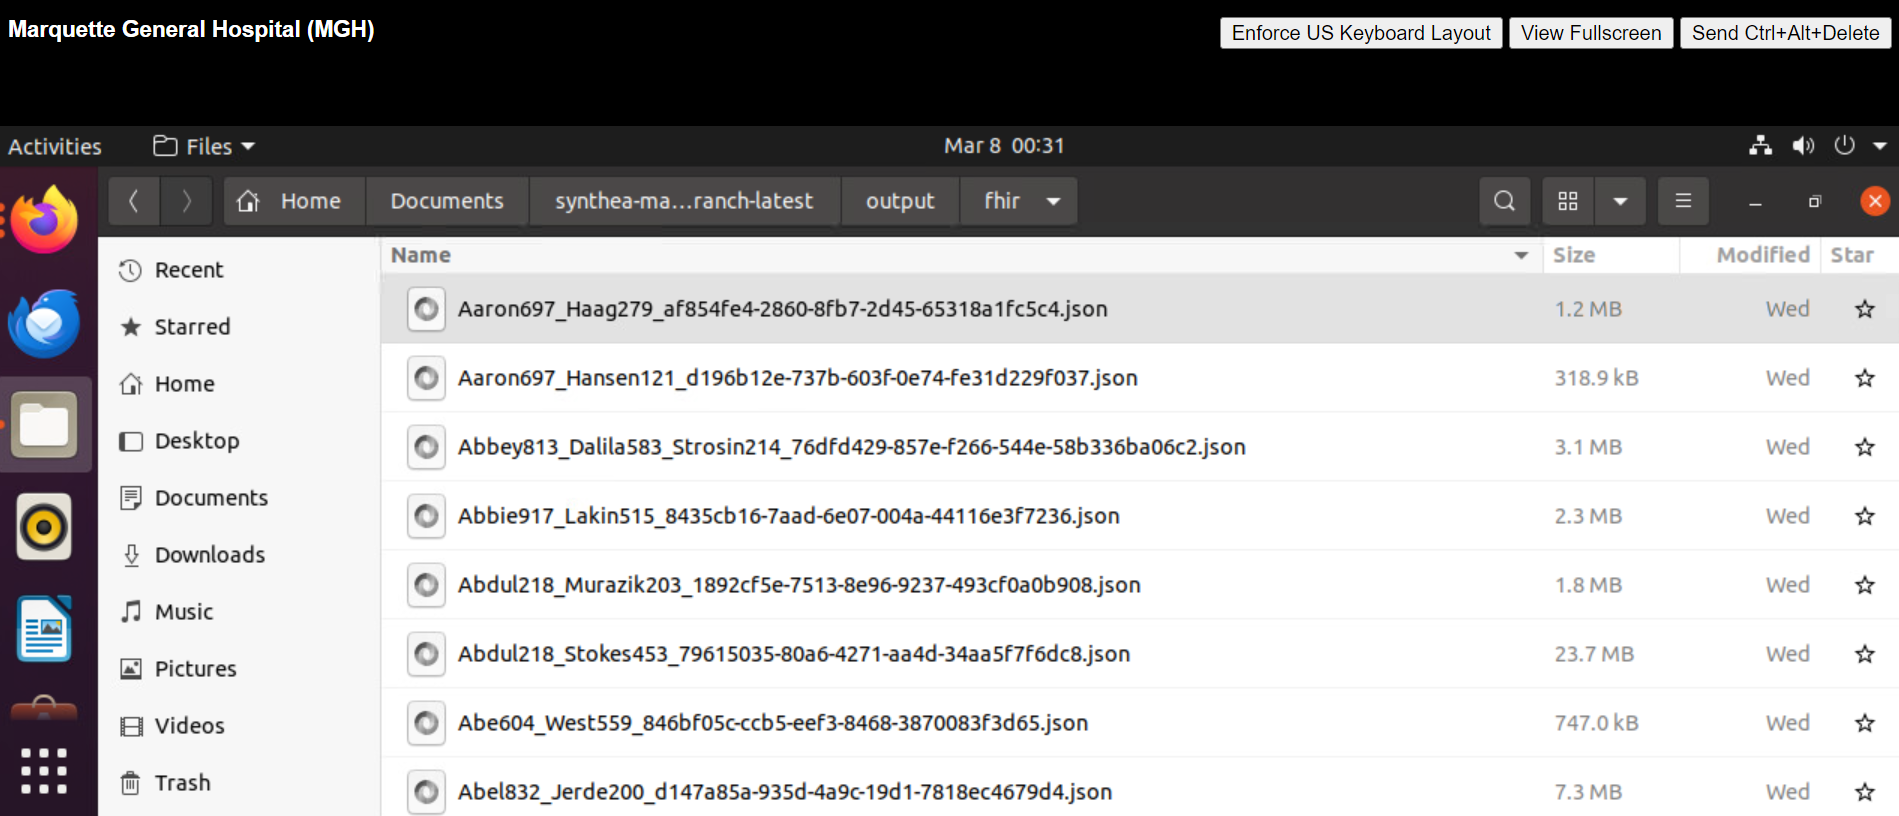 Marquette General Hospital (MGH)
Enforce US Keyboard Layout View Fullscreen Send Ctrl+Alt+Delete
Activities Files Mar 8 00:31
Home Documents synthea-ma...ranch-latest output fhir
Name Size Modified Star
Recent
Starred
Home
Desktop
Documents
Downloads
Music
Pictures
Videos
Trash
Aaron697_Haag279_af854fe4-2860-8fb7-2d45-65318a1fc5c4.json 1.2 MB Wed
Aaron697_Hansen121_d196b12e-737b-603f-0e74-fe31d229f037.json 318.9 kB Wed
Abbey813_Dalila583_Strosin214_76dfd429-857e-f266-544e-58b336ba06c2.json 3.1 MB Wed
Abbie917_Lakin515_8435cb16-7aad-6e07-004a-44116e3f7236.json 2.3 MB Wed
Abdul218_Murazik203_1892cf5e-7513-8e96-9237-493cf0a0b908.json 1.8 MB Wed
Abdul218_Stokes453_79615035-80a6-4271-aa4d-34aa5f7f6dc8.json 23.7 MB Wed
Abe604_West559_846bf05c-ccb5-eef3-8468-3870083f3d65.json 747.0 kB Wed
Abel832_Jerde200_d147a85a-935d-4a9c-19d1-7818ec4679d4.json 7.3 MB Wed